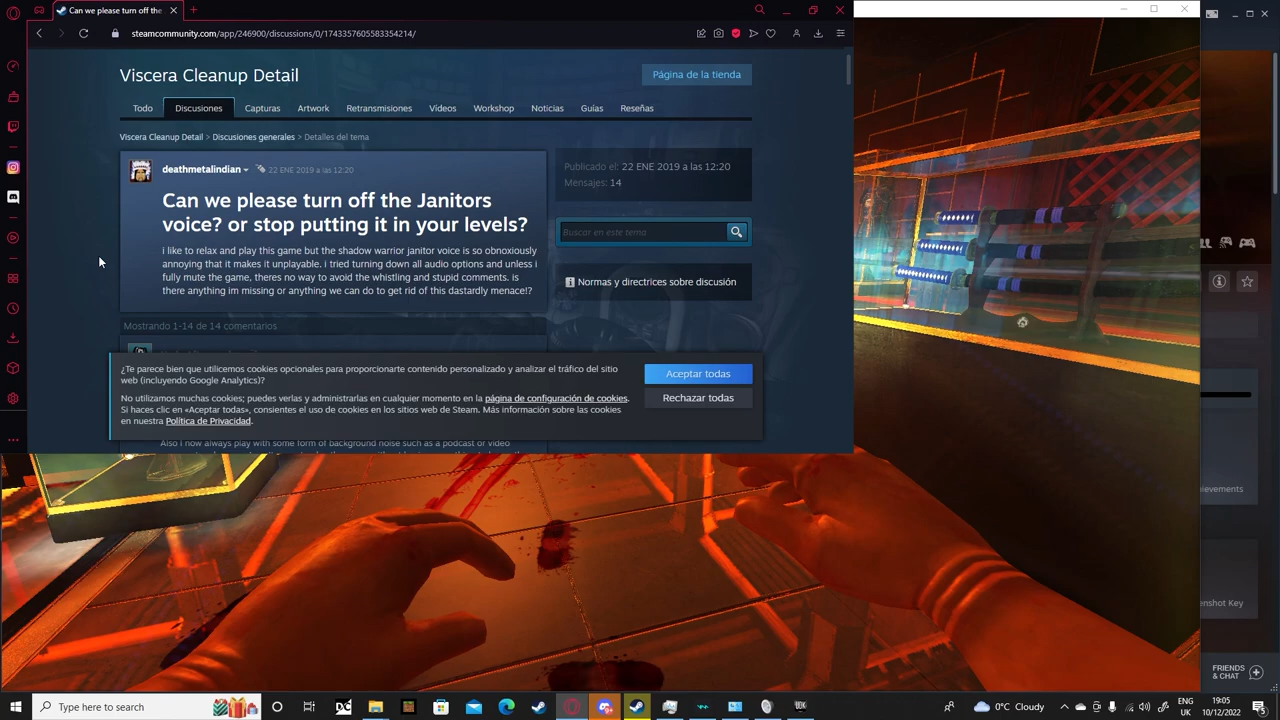 Can we please turn off the
steamcommunity.com/app/246900/discussions/0/1743357605583354214/
Viscera Cleanup Detail
Página de la tienda
Todo Discusiones Capturas Artwork Retransmisiones Vídeos Workshop Noticias Guías Reseñas
Viscera Cleanup Detail > Discusiones generales > Detalles del tema
deathmetalindian 22 ENE 2019 a las 12:20
Can we please turn off the Janitors
voice? or stop putting it in your levels?
i like to relax and play this game but the shadow warrior janitor voice is so obnoxiously
annoying that it makes it unplayable. i tried turning down all audio options and unless i
fully mute the game, theres no way to avoid the whistling and stupid comments. is
there anything im missing or anything we can do to get rid of this dastardly menace!?
Publicado el: 22 ENE 2019 a las 12:20
Mensajes: 14
Buscar en este tema
Normas y directrices sobre discusión
Mostrando 1-14 de 14 comentarios
¿Te parece bien que utilicemos cookies opcionales para proporcionarte contenido personalizado y analizar el tráfico del sitio
web (incluyendo Google Analytics)?
No utilizamos muchas cookies; puedes verlas y administrarlas en cualquier momento en la página de configuración de cookies.
Si haces clic en «Aceptar todas», consientes el uso de cookies en los sitios web de Steam. Más información sobre las cookies
en nuestra Política de Privacidad.
Aceptar todas
Rechazar todas
Also I now always play with some form of background noise such as a podcast or video
ievements
enshot Key
FRIENDS
& CHAT
Type here to search
0°C Cloudy
ENG
UK
19:05
10/12/2022